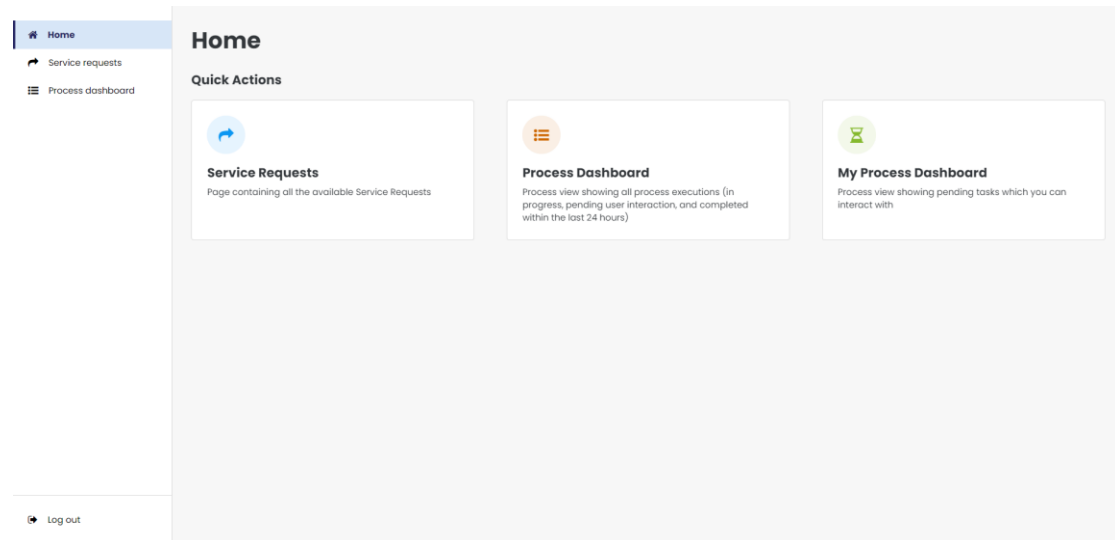 Home
Service requests
Process dashboard
Log out
Home
Quick Actions
Service Requests
Page containing all the available Service Requests
Process Dashboard
Process view showing all process executions (in
progress, pending user interaction, and completed
within the last 24 hours)
My Process Dashboard
Process view showing pending tasks which you can
interact with